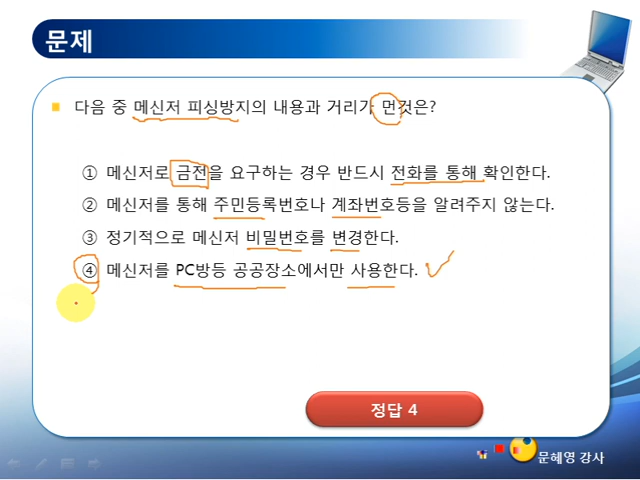 문제
다음 중 메신저 피싱방지의 내용과 거리가 먼것은?
① 메신저로 금전을 요구하는 경우 반드시 전화를 통해 확인한다.
② 메신저를 통해 주민등록번호나 계좌번호등을 알려주지 않는다.
③ 정기적으로 메신저 비밀번호를 변경한다.
④ 메신저를 PC방등 공공장소에서만 사용한다.
정답 4
문혜영 강사